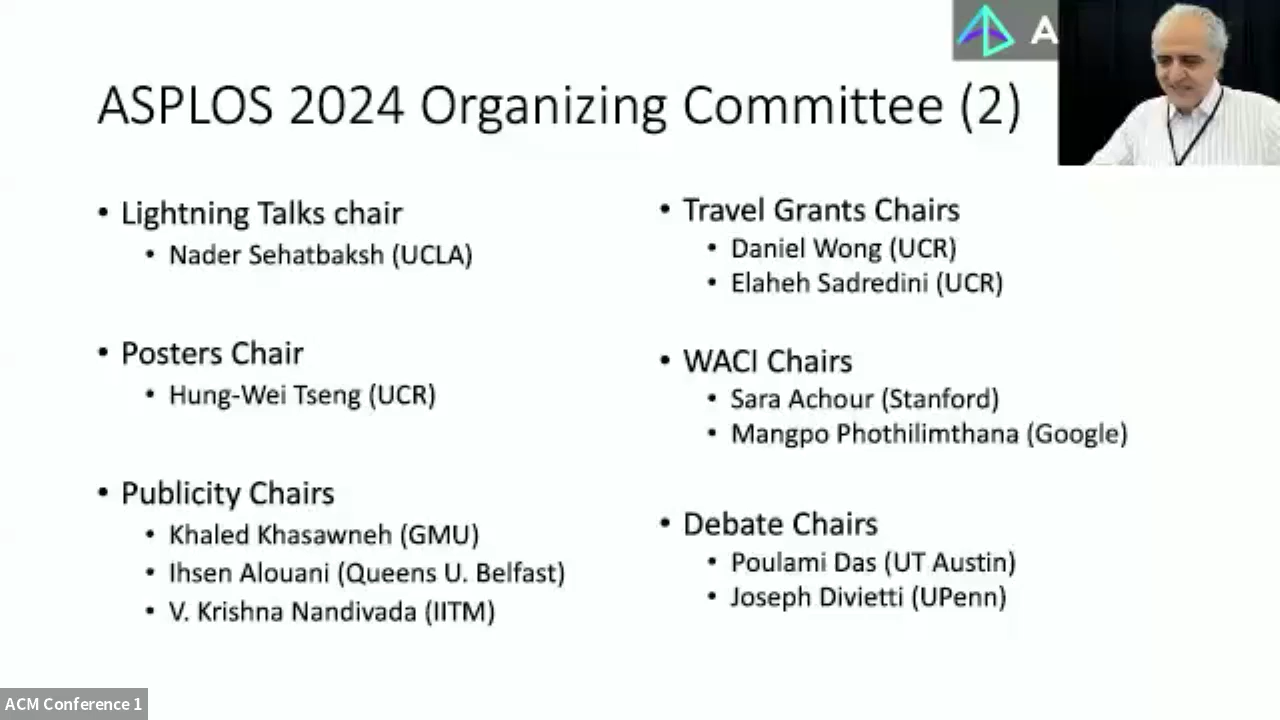 A
ASPLOS 2024 Organizing Committee (2)
• Lightning Talks chair
• Nader Sehatbaksh (UCLA)
• Posters Chair
• Hung-Wei Tseng (UCR)
• Publicity Chairs
• Khaled Khasawneh (GMU)
• Ihsen Alouani (Queens U. Belfast)
• V. Krishna Nandivada (IITM)
• Travel Grants Chairs
• Daniel Wong (UCR)
• Elaheh Sadredini (UCR)
• WACI Chairs
• Sara Achour (Stanford)
• Mangpo Phothilimthana (Google)
• Debate Chairs
• Poulami Das (UT Austin)
• Joseph Divietti (UPenn)
ACM Conference 1